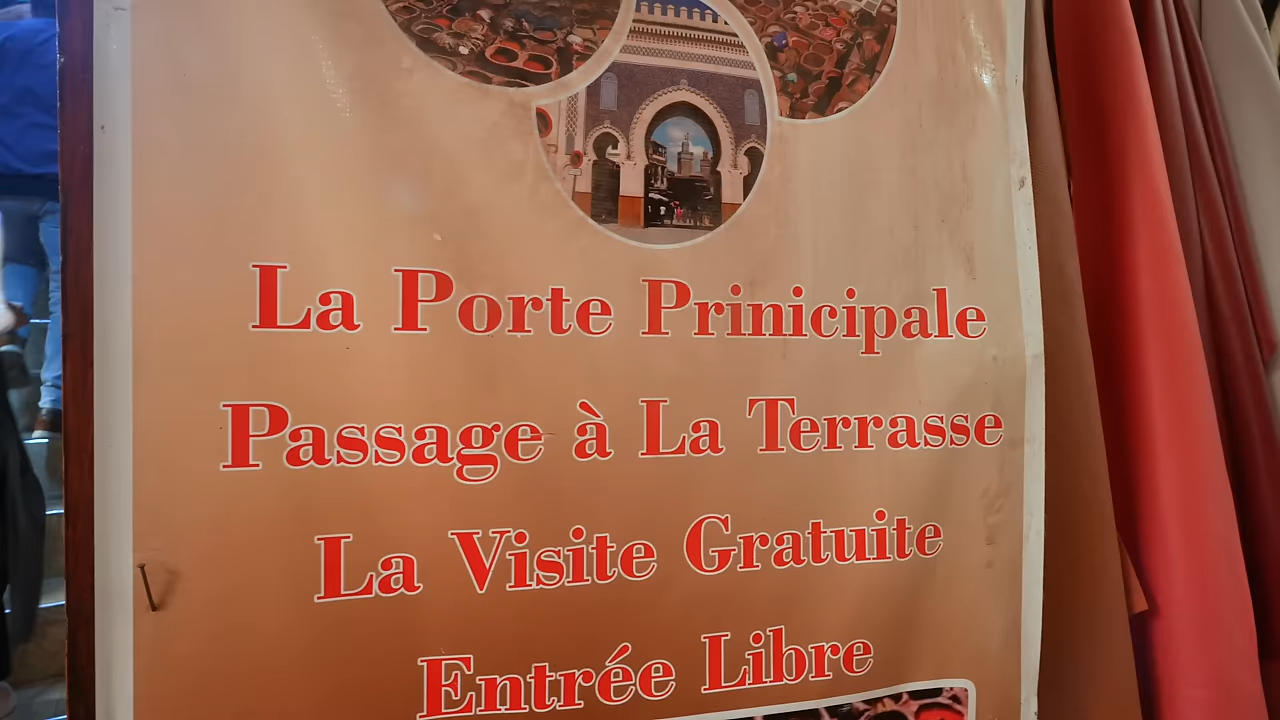 La Porte Prinicipale
Passage à La Terrasse
La Visite Gratuite
Entrée Libre